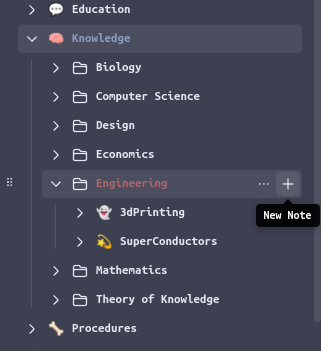 Education
Knowledge
Biology
Computer Science
Design
Economics
Engineering
New Note
3dPrinting
SuperConductors
Mathematics
Theory of Knowledge
Procedures